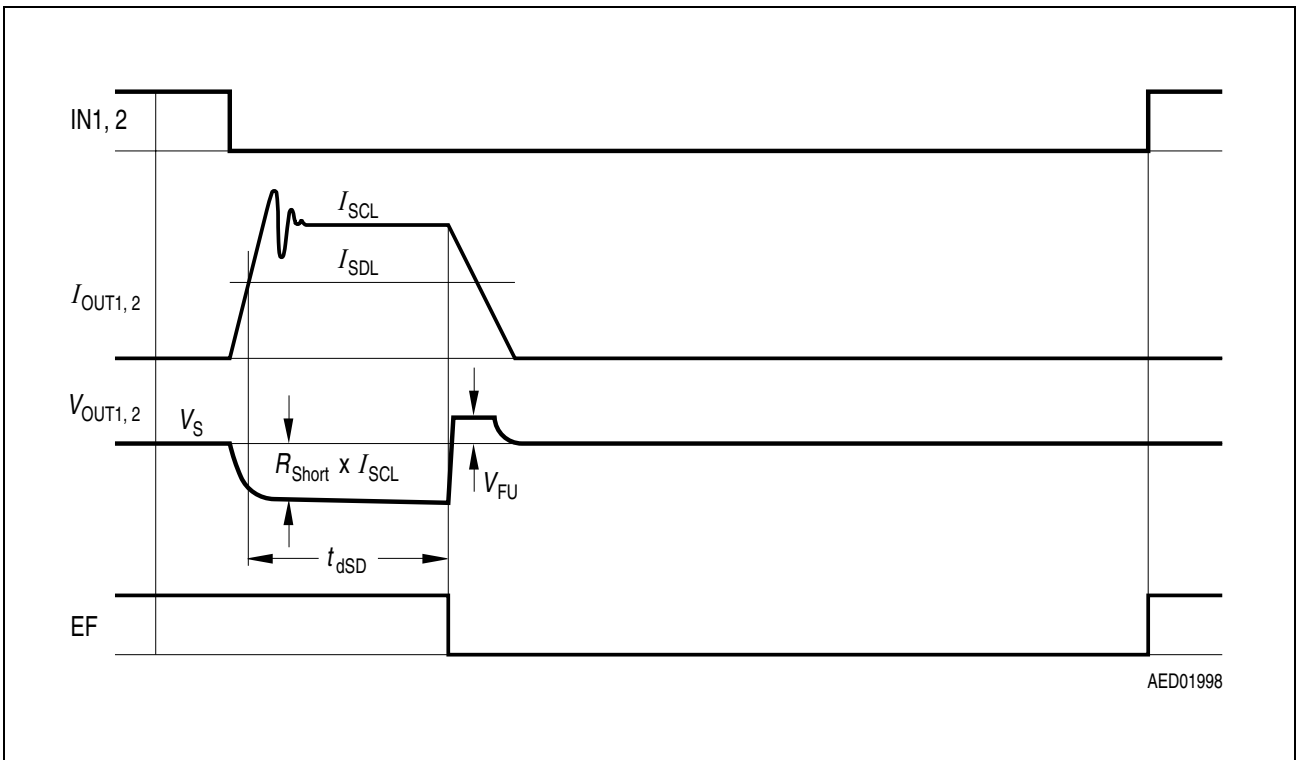 IN1, 2
I_SCL
I_SDL
I_OUT1, 2
V_OUT1, 2
V_S
R_Short x I_SCL
V_FU
t_dSD
EF
AED01998